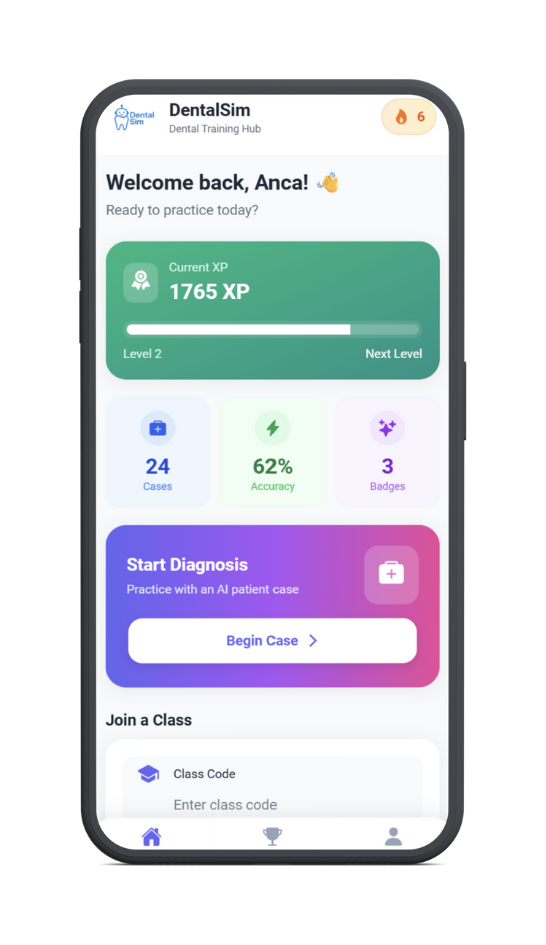 Dental
Sim
DentalSim
Dental Training Hub
6
Welcome back, Anca! 👋
Ready to practice today?
Current XP
1765 XP
Level 2
Next Level
24
Cases
62%
Accuracy
3
Badges
Start Diagnosis
Practice with an AI patient case
Begin Case
Join a Class
Class Code
Enter class code